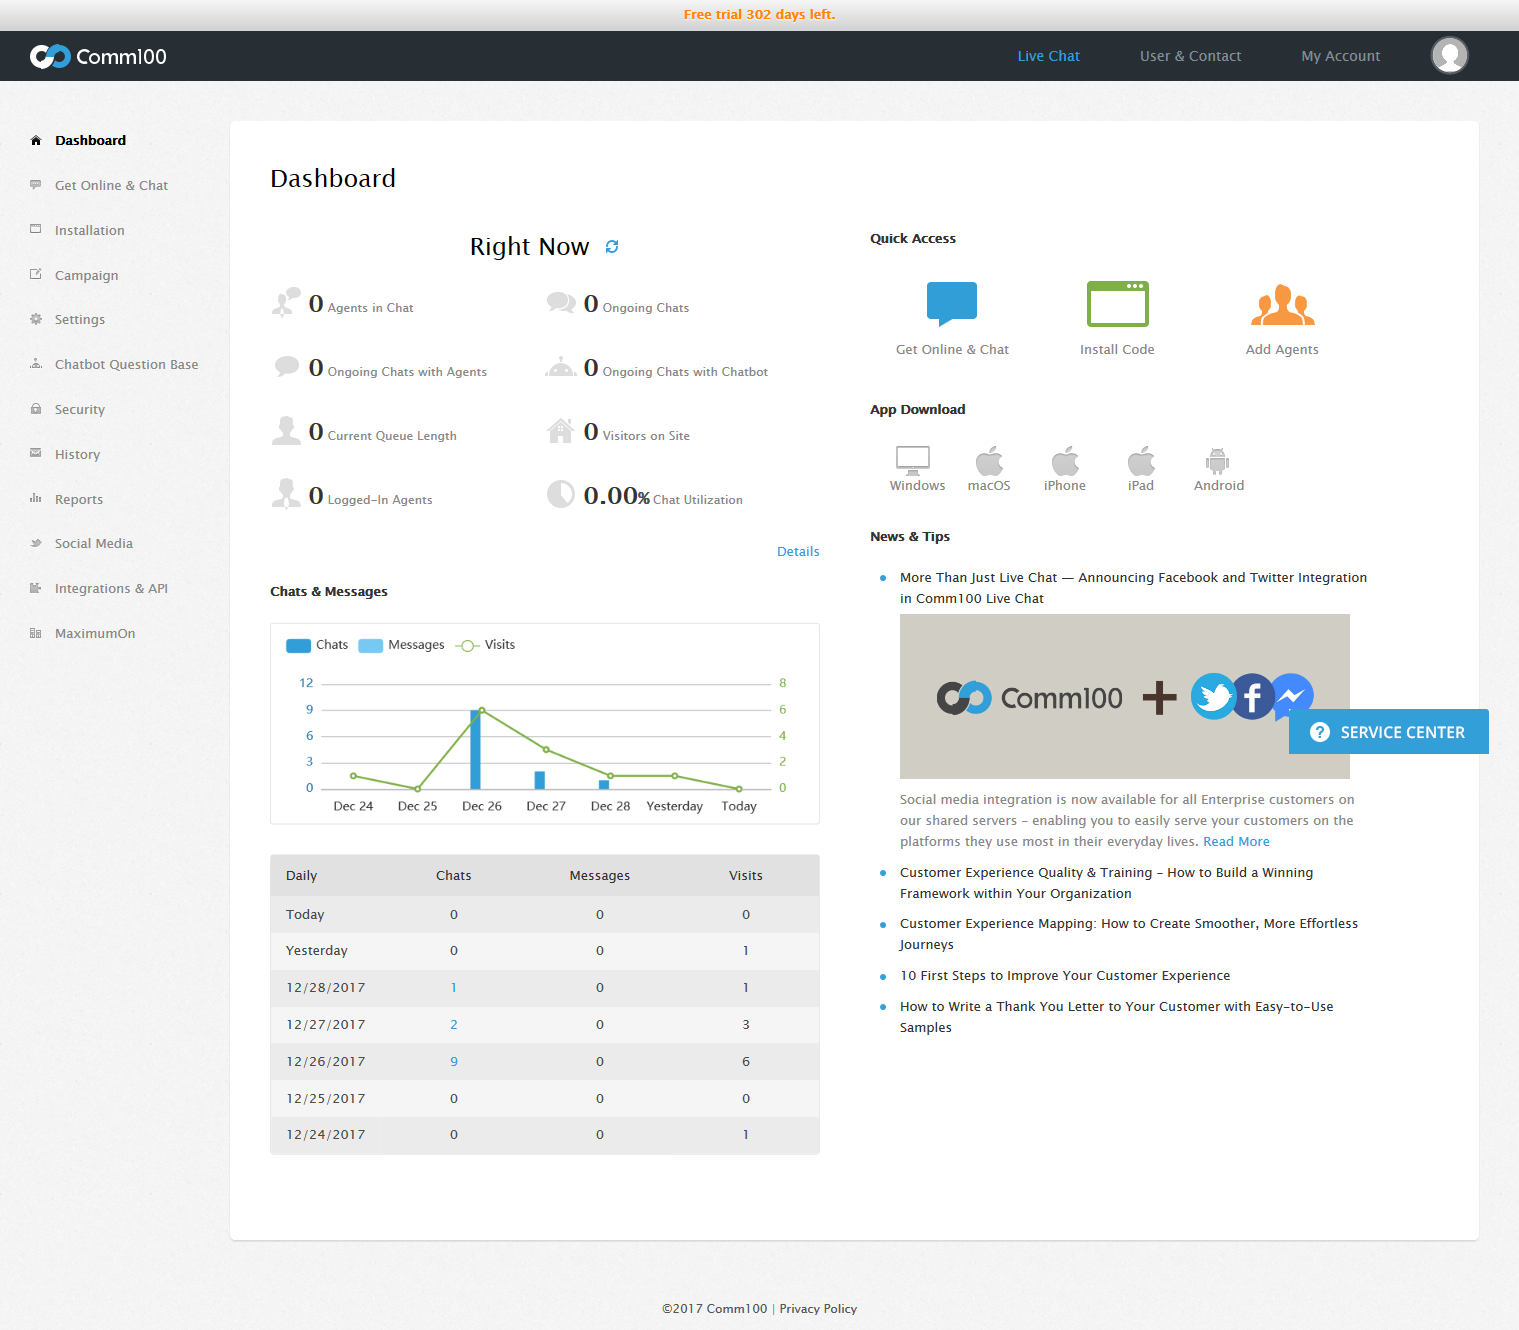 Free trial 302 days left.
Comm100
Live Chat
User & Contact
My Account
Dashboard
Get Online & Chat
Installation
Campaign
Settings
Chatbot Question Base
Security
History
Reports
Social Media
Integrations & API
MaximumOn
Dashboard
Right Now
0 Agents in Chat
0 Ongoing Chats
0 Ongoing Chats with Agents
0 Ongoing Chats with Chatbot
0 Current Queue Length
0 Visitors on Site
0 Logged-In Agents
0.00% Chat Utilization
Details
Chats & Messages
Chats Messages Visits
12 8
9 6
6 4
3 2
0 0
Dec 24 Dec 25 Dec 26 Dec 27 Dec 28 Yesterday Today
Daily Chats Messages Visits
Today 0 0 0
Yesterday 0 0 1
12/28/2017 1 0 1
12/27/2017 2 0 3
12/26/2017 9 0 6
12/25/2017 0 0 0
12/24/2017 0 0 1
Quick Access
Get Online & Chat
Install Code
Add Agents
App Download
Windows
macOS
iPhone
iPad
Android
News & Tips
More Than Just Live Chat — Announcing Facebook and Twitter Integration
in Comm100 Live Chat
Comm100 +
? SERVICE CENTER
Social media integration is now available for all Enterprise customers on
our shared servers – enabling you to easily serve your customers on the
platforms they use most in their everyday lives. Read More
Customer Experience Quality & Training – How to Build a Winning
Framework within Your Organization
Customer Experience Mapping: How to Create Smoother, More Effortless
Journeys
10 First Steps to Improve Your Customer Experience
How to Write a Thank You Letter to Your Customer with Easy-to-Use
Samples
©2017 Comm100 | Privacy Policy